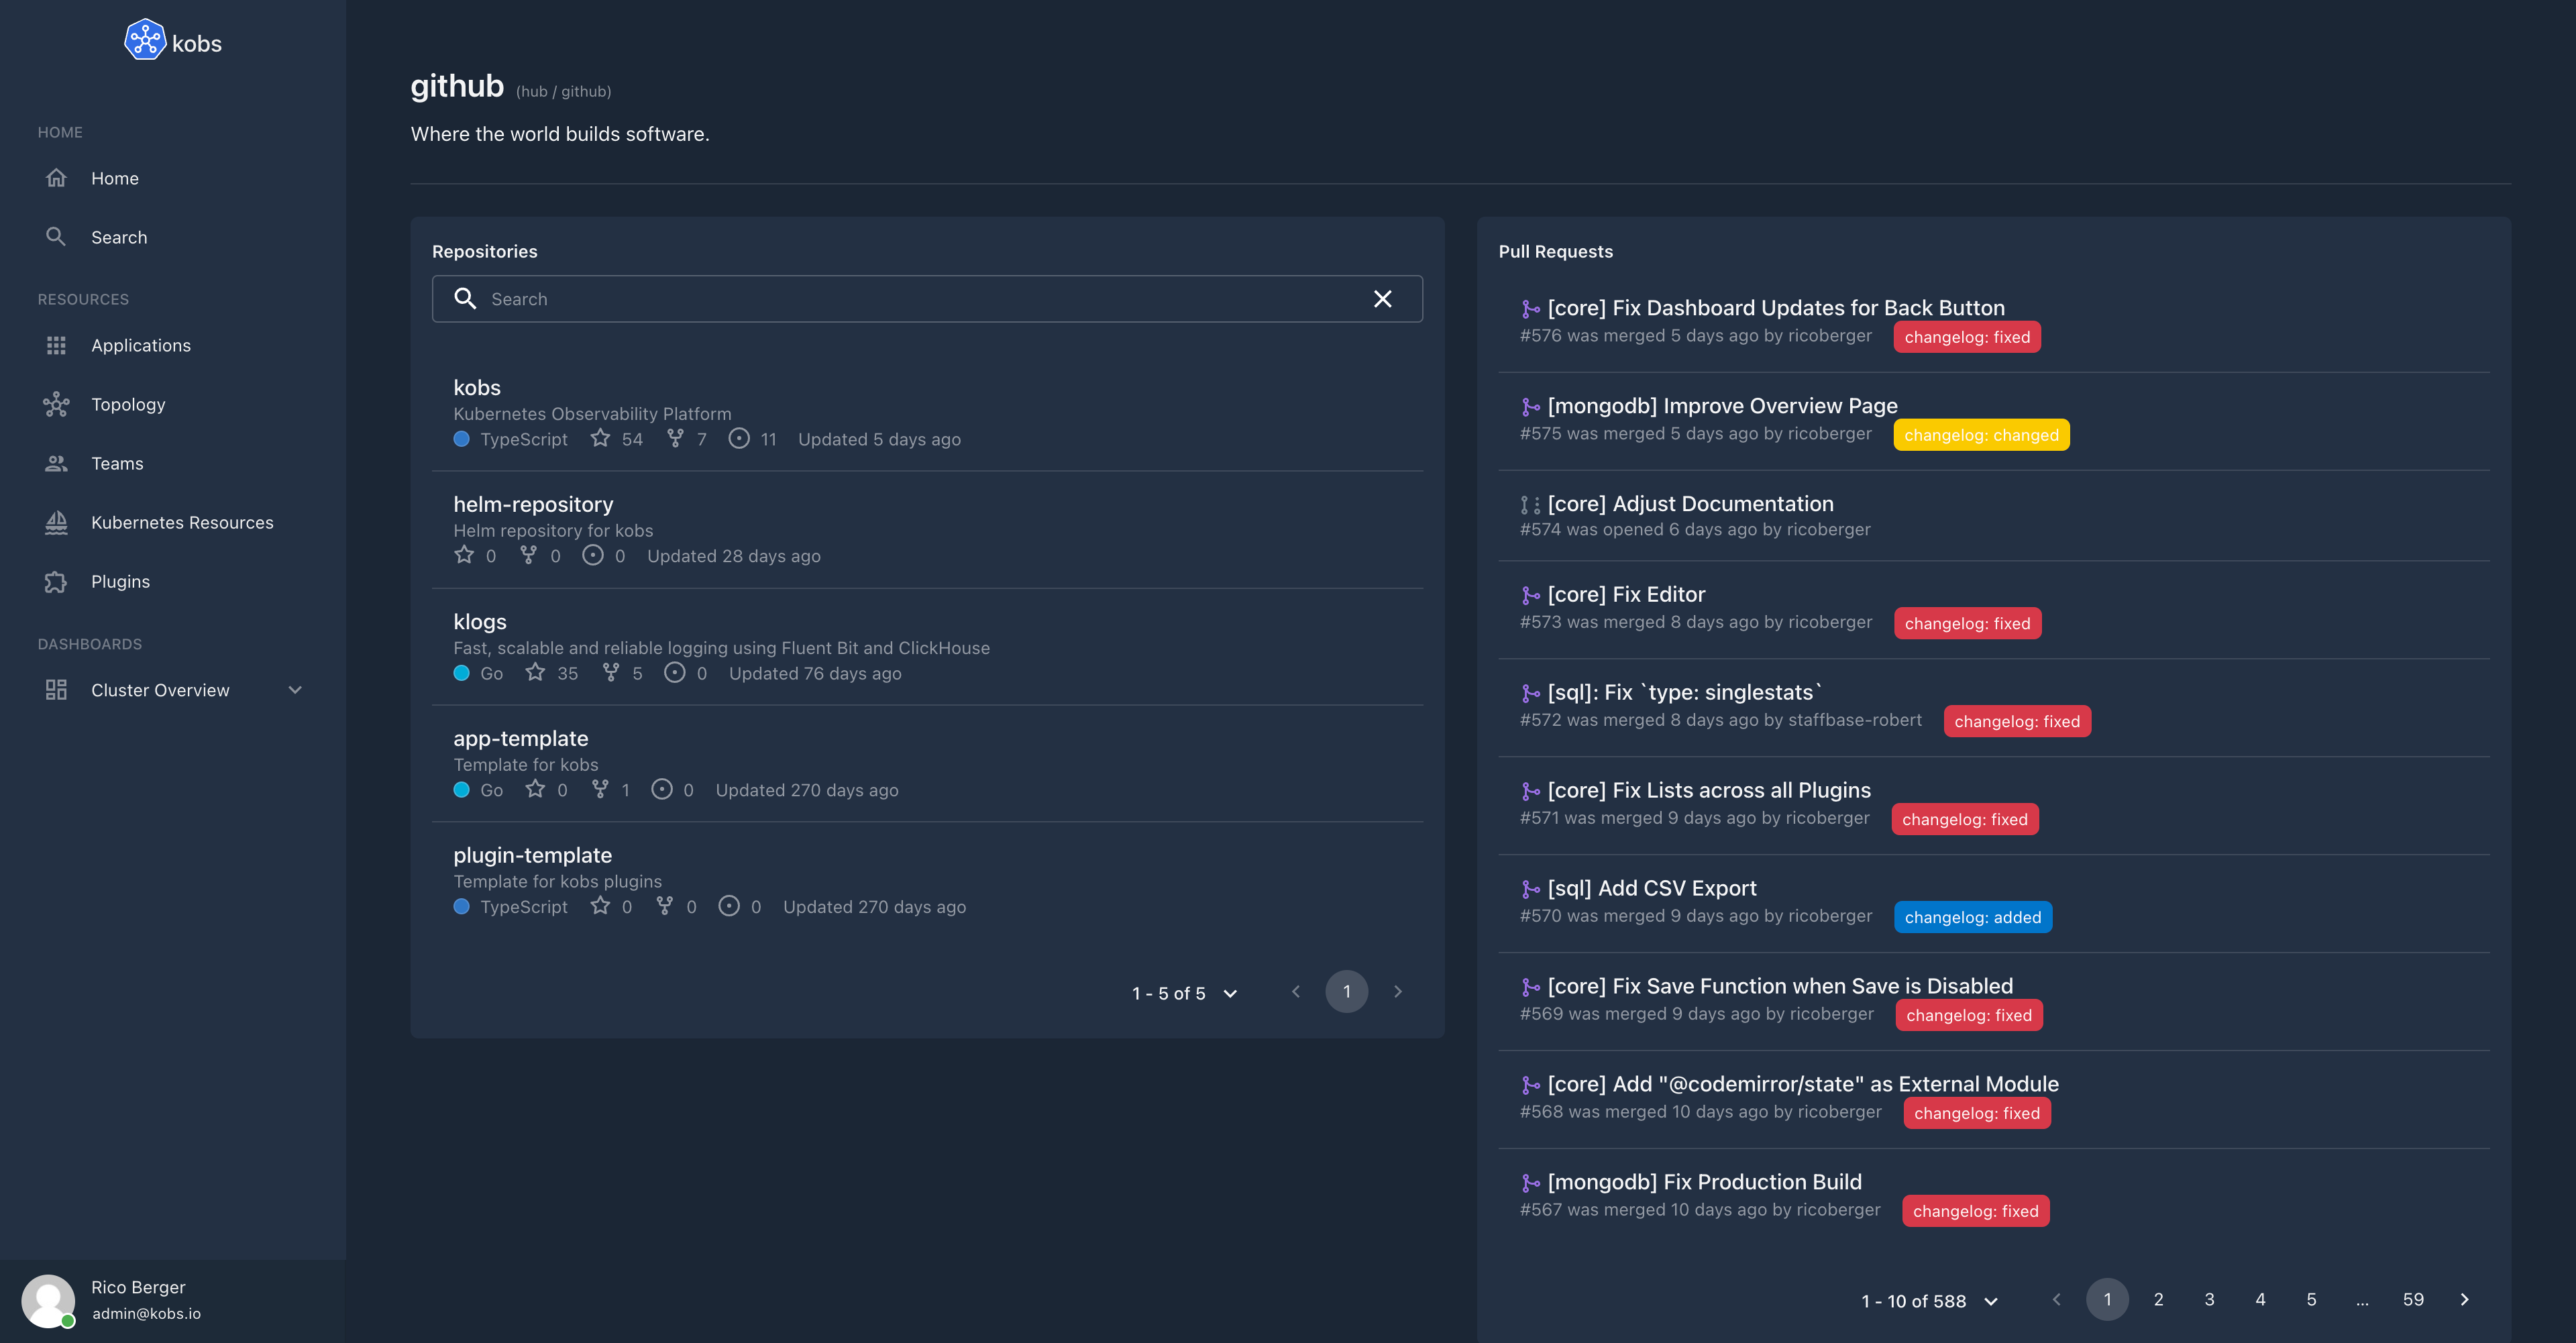 kobs
HOME
Home
Search
RESOURCES
Applications
Topology
Teams
Kubernetes Resources
Plugins
DASHBOARDS
Cluster Overview
Rico Berger
admin@kobs.io
github (hub / github)
Where the world builds software.
Repositories
Search
kobs
Kubernetes Observability Platform
TypeScript 54 7 11 Updated 5 days ago
helm-repository
Helm repository for kobs
0 0 0 Updated 28 days ago
klogs
Fast, scalable and reliable logging using Fluent Bit and ClickHouse
Go 35 5 0 Updated 76 days ago
app-template
Template for kobs
Go 0 1 0 Updated 270 days ago
plugin-template
Template for kobs plugins
TypeScript 0 0 0 Updated 270 days ago
1 - 5 of 5 1
Pull Requests
[core] Fix Dashboard Updates for Back Button
#576 was merged 5 days ago by ricoberger changelog: fixed
[mongodb] Improve Overview Page
#575 was merged 5 days ago by ricoberger changelog: changed
[core] Adjust Documentation
#574 was opened 6 days ago by ricoberger
[core] Fix Editor
#573 was merged 8 days ago by ricoberger changelog: fixed
[sql]: Fix `type: singlestats`
#572 was merged 8 days ago by staffbase-robert changelog: fixed
[core] Fix Lists across all Plugins
#571 was merged 9 days ago by ricoberger changelog: fixed
[sql] Add CSV Export
#570 was merged 9 days ago by ricoberger changelog: added
[core] Fix Save Function when Save is Disabled
#569 was merged 9 days ago by ricoberger changelog: fixed
[core] Add "@codemirror/state" as External Module
#568 was merged 10 days ago by ricoberger changelog: fixed
[mongodb] Fix Production Build
#567 was merged 10 days ago by ricoberger changelog: fixed
1 - 10 of 588 1 2 3 4 5 ... 59